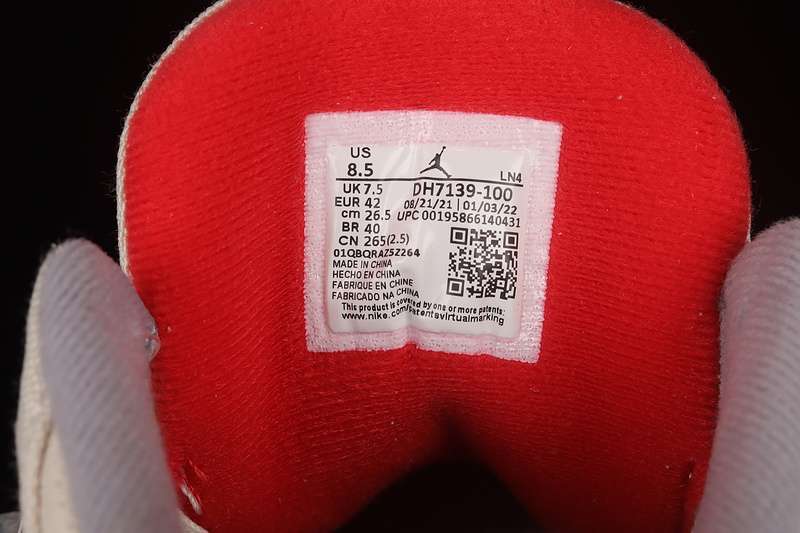 US
8.5
LN4
UK 7.5
DH7139-100
EUR 42
08/21/21 | 01/03/22
cm 26.5
UPC 00195866140431
BR 40
CN 265(2.5)
01QBQRAZ5Z264
MADE IN CHINA
HECHO EN CHINA
FABRIQUE EN CHINE
FABRICADO NA CHINA
This product is covered by one or more patents:
www.nike.com/patentsvirtualmarking